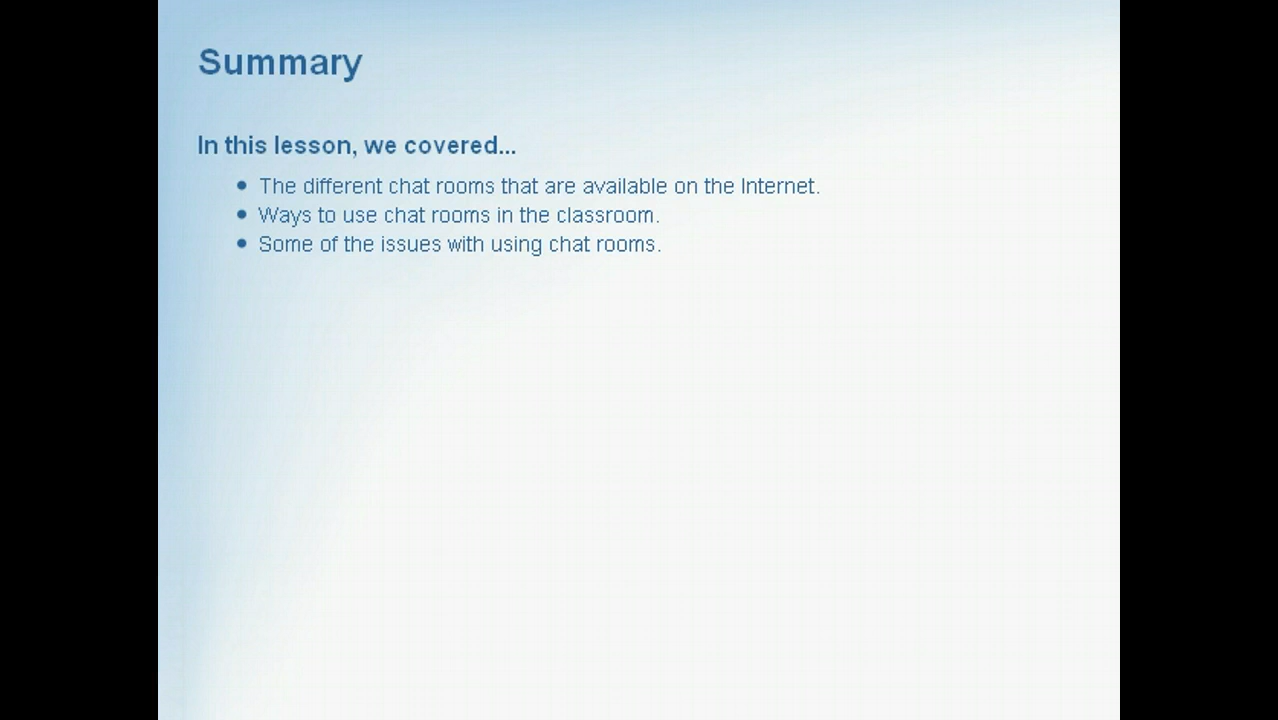 Summary
In this lesson, we covered...
• The different chat rooms that are available on the Internet.
• Ways to use chat rooms in the classroom.
• Some of the issues with using chat rooms.